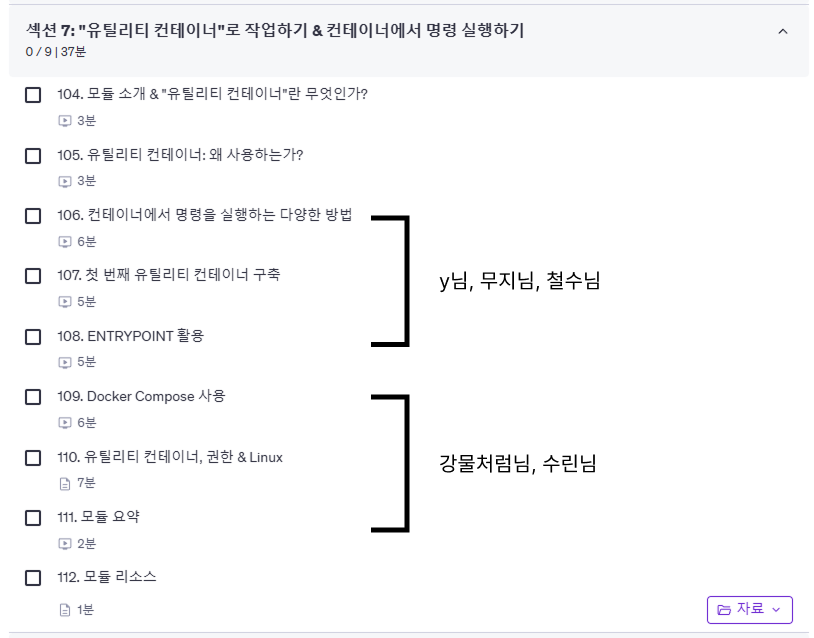 섹션 7: "유틸리티 컨테이너"로 작업하기 & 컨테이너에서 명령 실행하기
0 / 9 | 37분
104. 모듈 소개 & "유틸리티 컨테이너"란 무엇인가?
3분
105. 유틸리티 컨테이너: 왜 사용하는가?
3분
106. 컨테이너에서 명령을 실행하는 다양한 방법
6분
107. 첫 번째 유틸리티 컨테이너 구축
5분
y님, 무지님, 철수님
108. ENTRYPOINT 활용
5분
109. Docker Compose 사용
6분
110. 유틸리티 컨테이너, 권한 & Linux
7분
강물처럼님, 수린님
111. 모듈 요약
2분
112. 모듈 리소스
1분
자료